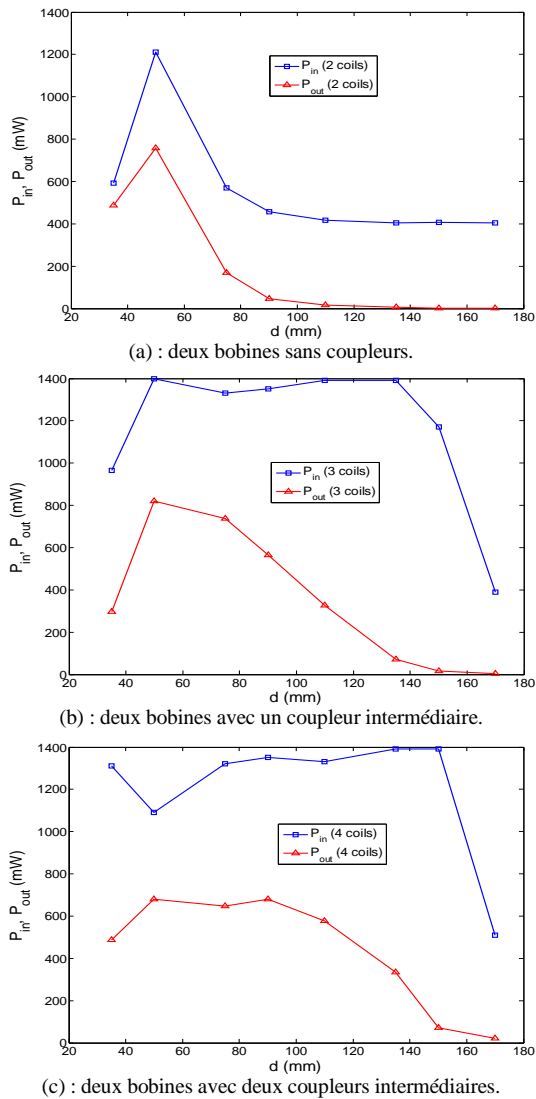 1400
1200
1000
800
600
400
200
0
P_in, P_out (mW)
P_in (2 coils)
P_out (2 coils)
20 40 60 80 100 120 140 160 180
d (mm)
(a) : deux bobines sans coupleurs.
1400
1200
1000
800
600
400
200
0
P_in, P_out (mW)
P_in (3 coils)
P_out (3 coils)
20 40 60 80 100 120 140 160 180
d (mm)
(b) : deux bobines avec un coupleur intermédiaire.
1400
1200
1000
800
600
400
200
0
P_in, P_out (mW)
P_in (4 coils)
P_out (4 coils)
20 40 60 80 100 120 140 160 180
d (mm)
(c) : deux bobines avec deux coupleurs intermédiaires.